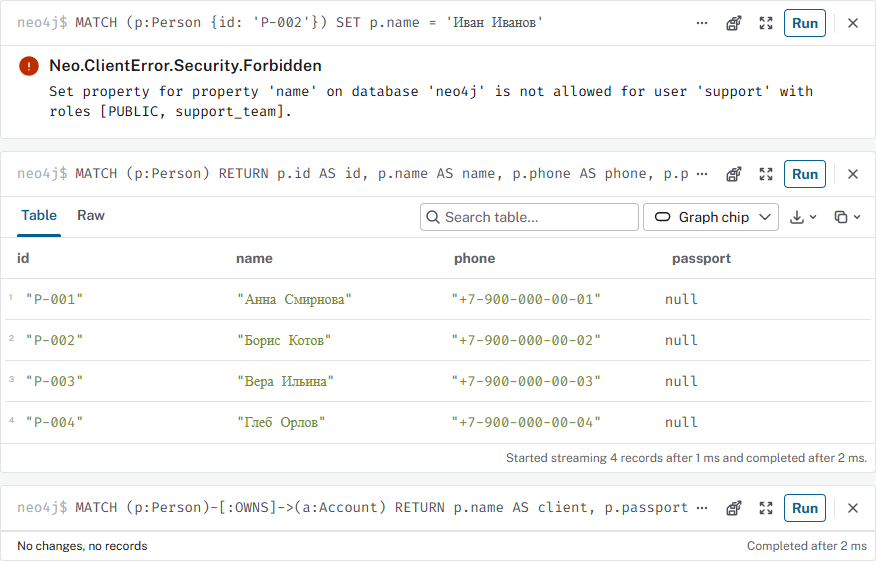 neo4j$ MATCH (p:Person {id: 'P-002'}) SET p.name = 'Иван Иванов'
Run
Neo.ClientError.Security.Forbidden
Set property for property 'name' on database 'neo4j' is not allowed for user 'support' with
roles [PUBLIC, support_team].
neo4j$ MATCH (p:Person) RETURN p.id AS id, p.name AS name, p.phone AS phone, p.p
Run
Table Raw
Search table...
Graph chip
id name phone passport
1 "P-001" "Анна Смирнова" "+7-900-000-00-01" null
2 "P-002" "Борис Котов" "+7-900-000-00-02" null
3 "P-003" "Вера Ильина" "+7-900-000-00-03" null
4 "P-004" "Глеб Орлов" "+7-900-000-00-04" null
Started streaming 4 records after 1 ms and completed after 2 ms.
neo4j$ MATCH (p:Person)-[:OWNS]->(a:Account) RETURN p.name AS client, p.passport
Run
No changes, no records
Completed after 2 ms